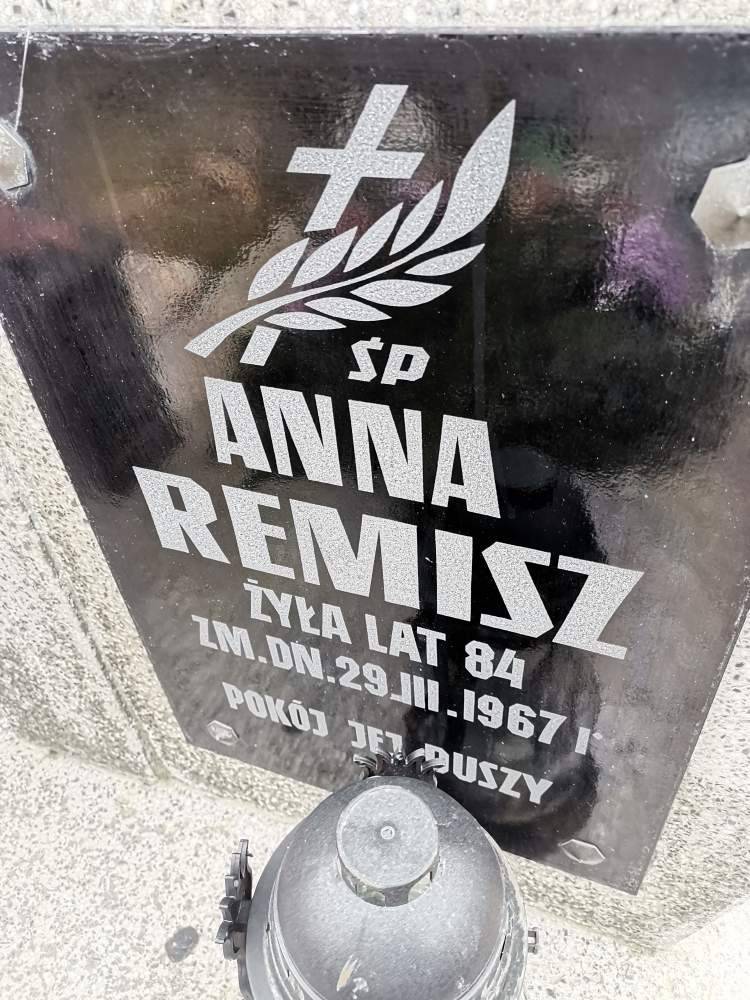 ŚP
ANNA
REMISZ
ŻYŁA LAT 84
ZM.DN.29.III.1967 r
POKÓJ JEJ DUSZY